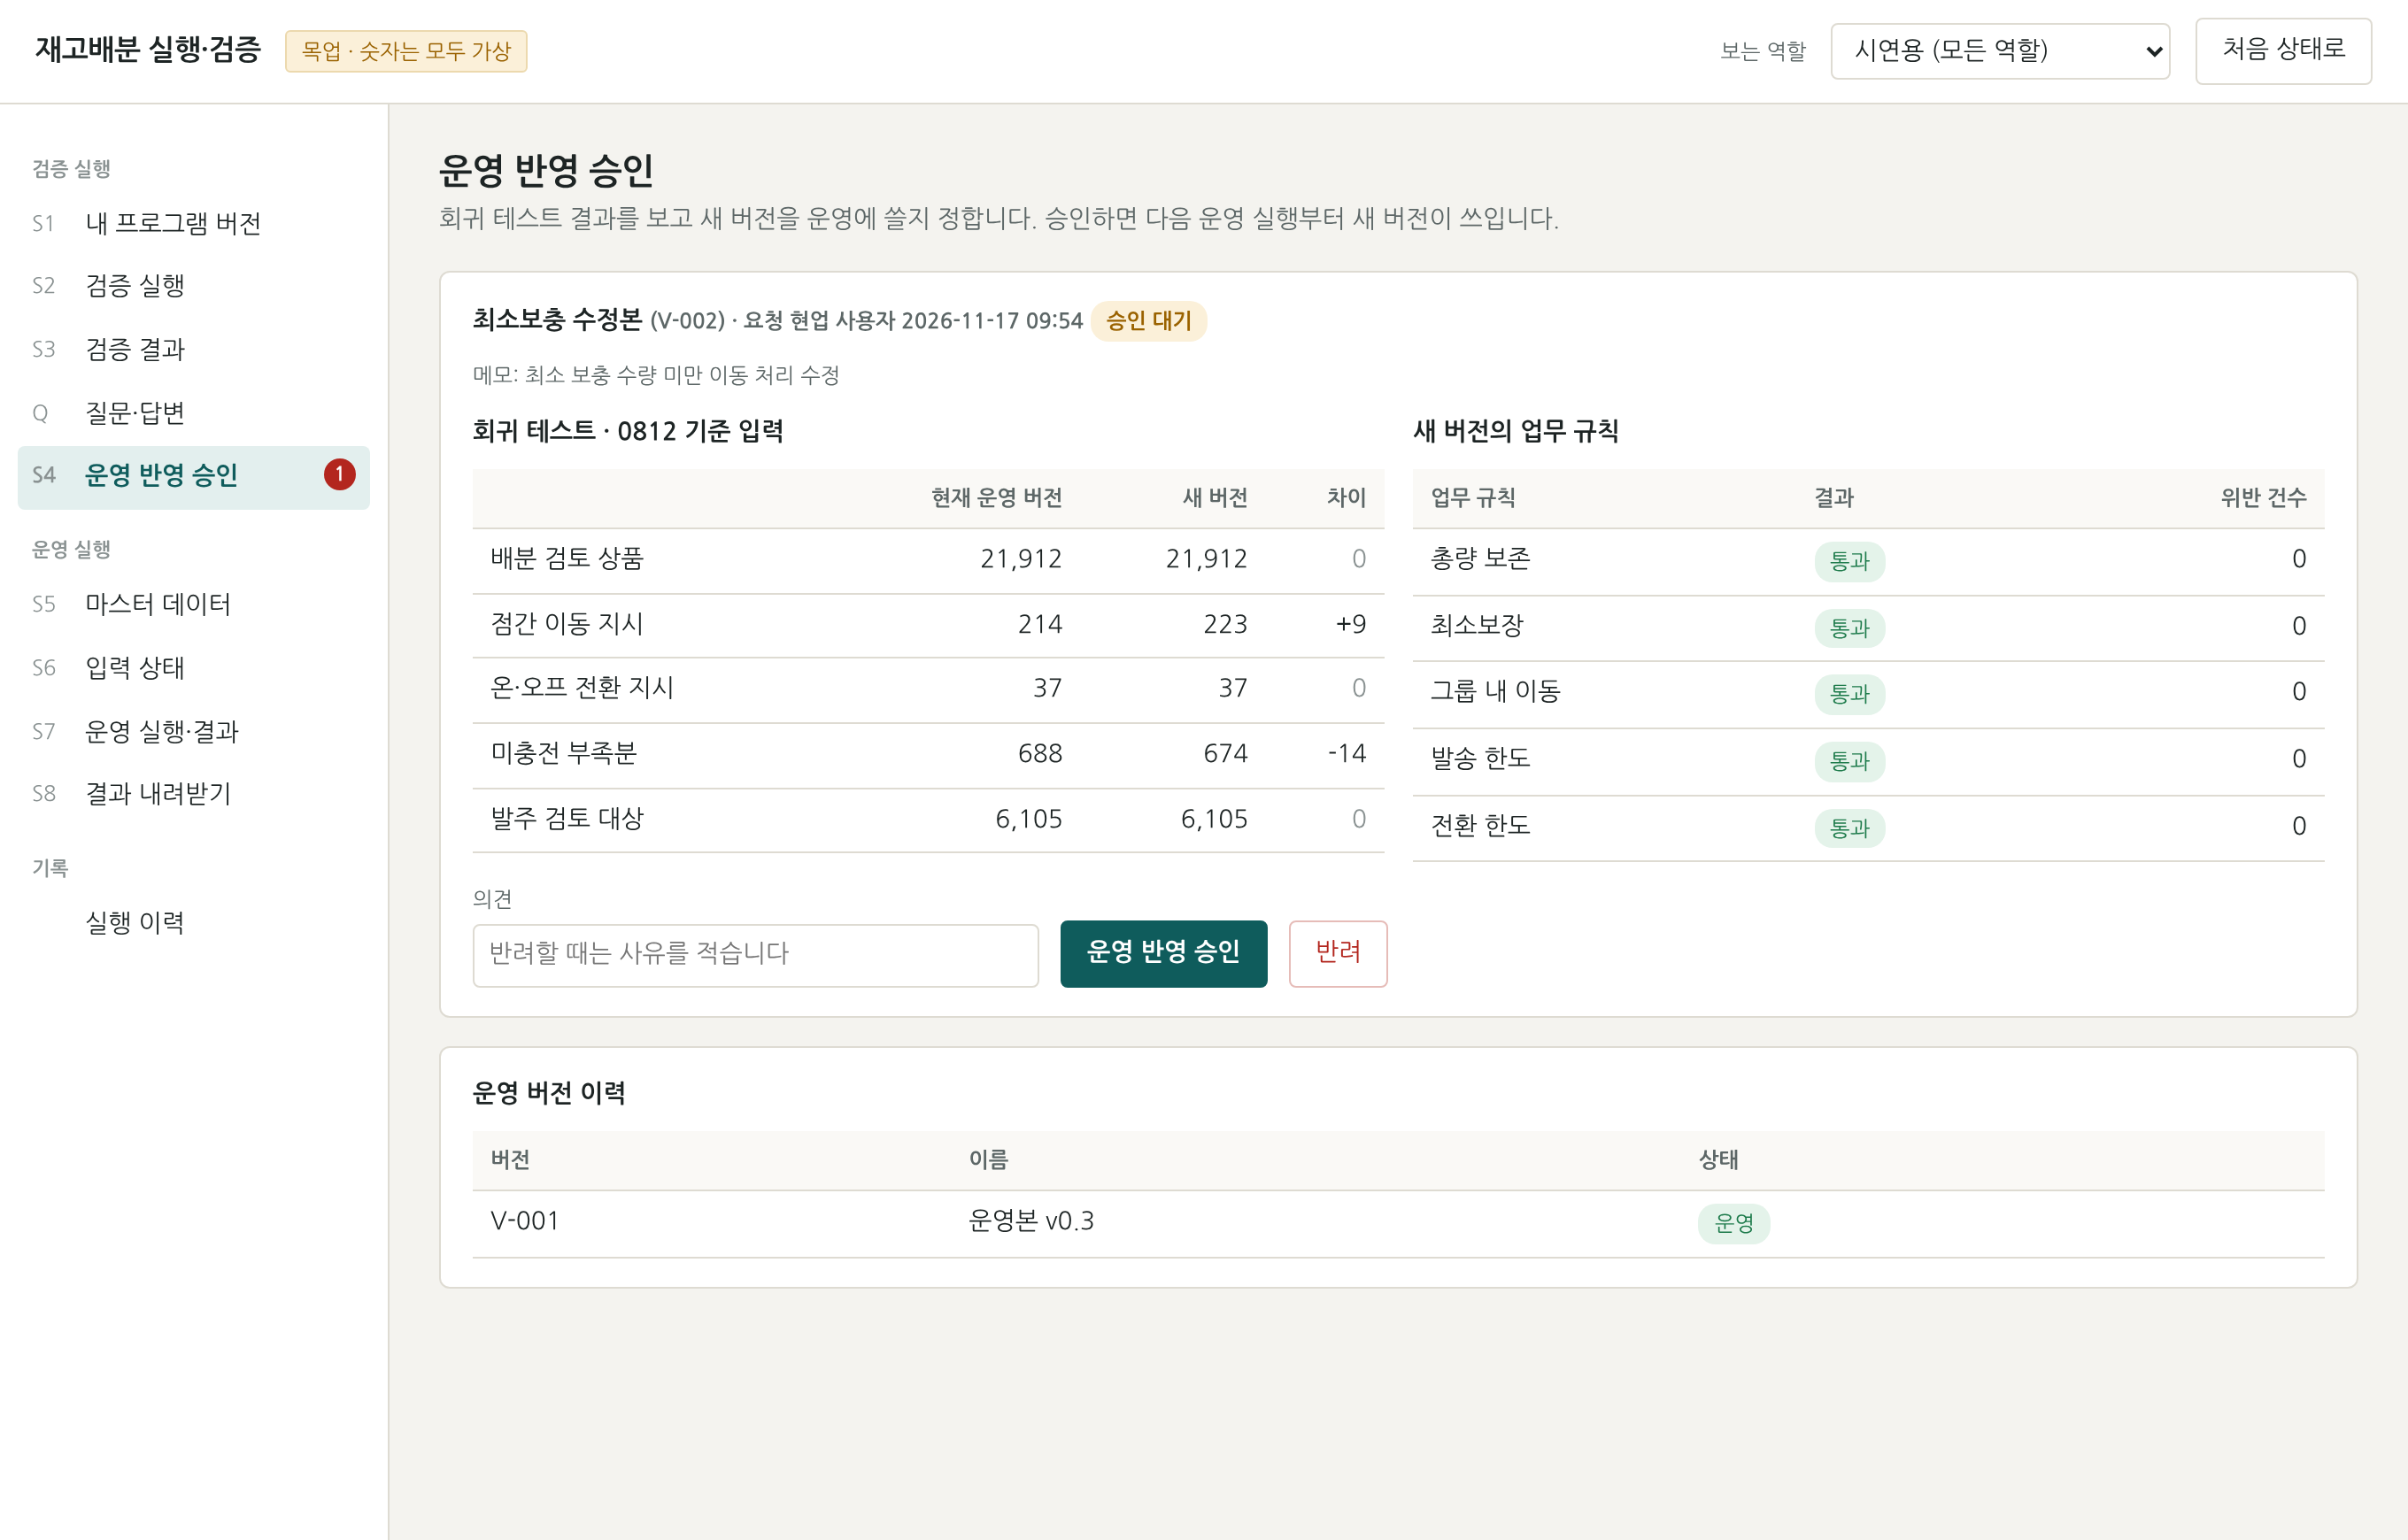 재고배분 실행·검증
목업 · 숫자는 모두 가상
보는 역할
시연용 (모든 역할)
처음 상태로
검증 실행
S1 내 프로그램 버전
S2 검증 실행
S3 검증 결과
Q 질문·답변
S4 운영 반영 승인 1
운영 실행
S5 마스터 데이터
S6 입력 상태
S7 운영 실행·결과
S8 결과 내려받기
기록
실행 이력
운영 반영 승인
회귀 테스트 결과를 보고 새 버전을 운영에 쓸지 정합니다. 승인하면 다음 운영 실행부터 새 버전이 쓰입니다.
최소보충 수정본 (V-002) · 요청 현업 사용자 2026-11-17 09:54 승인 대기
메모: 최소 보충 수량 미만 이동 처리 수정
회귀 테스트 · 0812 기준 입력
현재 운영 버전 새 버전 차이
배분 검토 상품 21,912 21,912 0
점간 이동 지시 214 223 +9
온·오프 전환 지시 37 37 0
미충전 부족분 688 674 -14
발주 검토 대상 6,105 6,105 0
새 버전의 업무 규칙
업무 규칙 결과 위반 건수
총량 보존 통과 0
최소보장 통과 0
그룹 내 이동 통과 0
발송 한도 통과 0
전환 한도 통과 0
의견
반려할 때는 사유를 적습니다
운영 반영 승인
반려
운영 버전 이력
버전 이름 상태
V-001 운영본 v0.3 운영